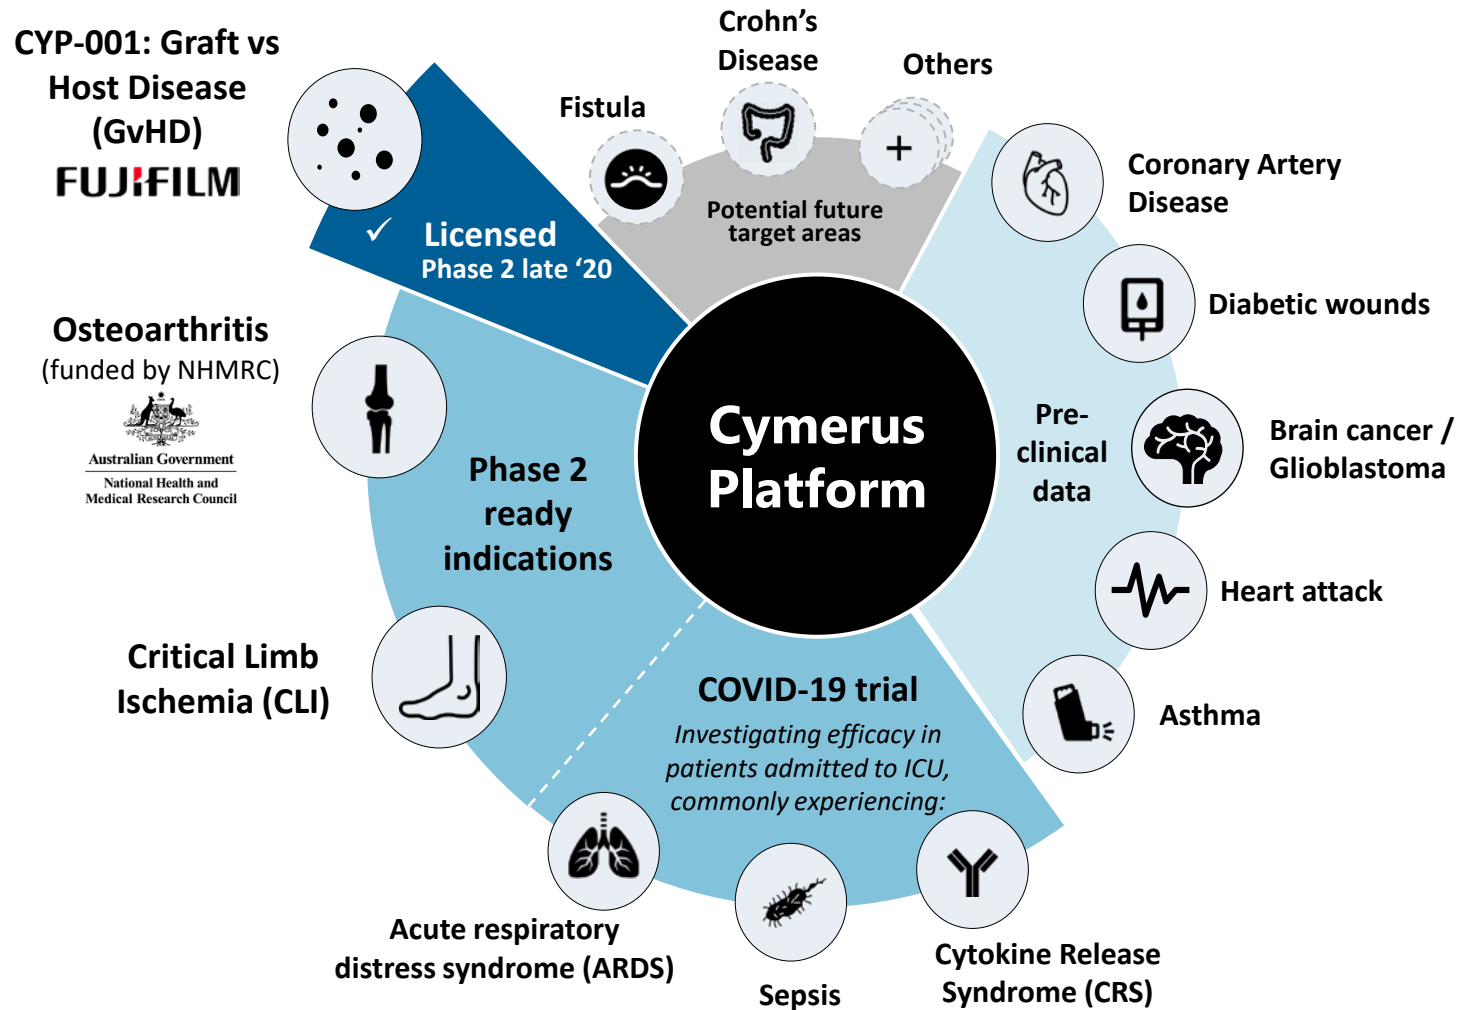 CYP-001: Graft vs
Host Disease
(GvHD)
FUJIFILM
✓ Licensed
Phase 2 late ‘20
Fistula
Crohn’s
Disease
Others
+
Potential future
target areas
Coronary Artery
Disease
Diabetic wounds
Brain cancer /
Glioblastoma
Heart attack
Asthma
Pre-
clinical
data
Cymerus
Platform
Osteoarthritis
(funded by NHMRC)
Australian Government
National Health and
Medical Research Council
Phase 2
ready
indications
Critical Limb
Ischemia (CLI)
COVID-19 trial
Investigating efficacy in
patients admitted to ICU,
commonly experiencing:
Acute respiratory
distress syndrome (ARDS)
Sepsis
Cytokine Release
Syndrome (CRS)